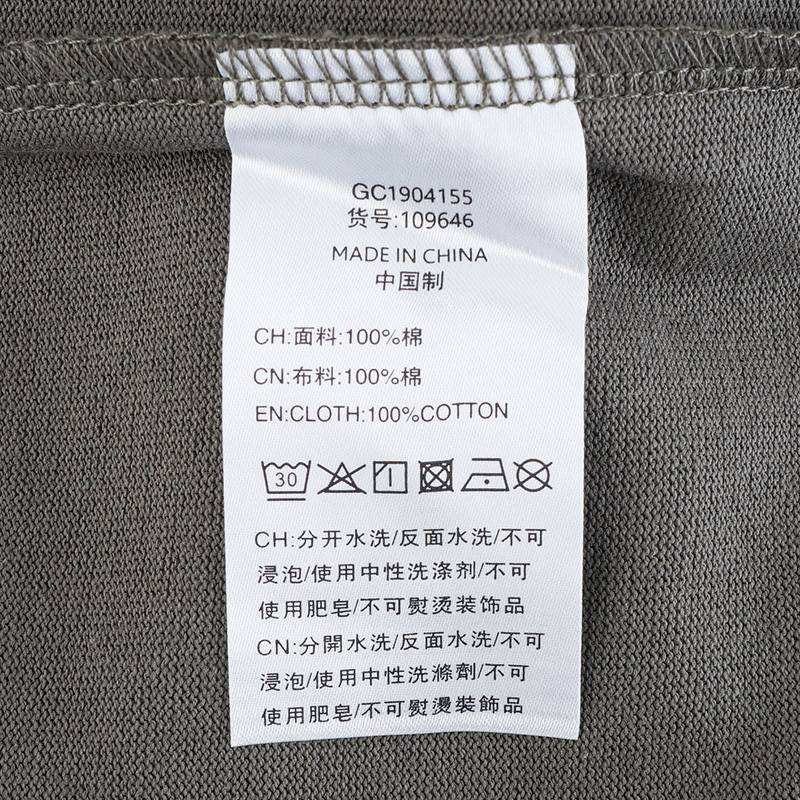 GC1904155
货号:109646
MADE IN CHINA
中国制
CH:面料:100%棉
CN:布料:100%棉
EN:CLOTH:100%COTTON
30
CH:分开水洗/反面水洗/不可
浸泡/使用中性洗涤剂/不可
使用肥皂/不可熨烫装饰品
CN:分開水洗/反面水洗/不可
浸泡/使用中性洗滌劑/不可
使用肥皂/不可熨燙裝飾品